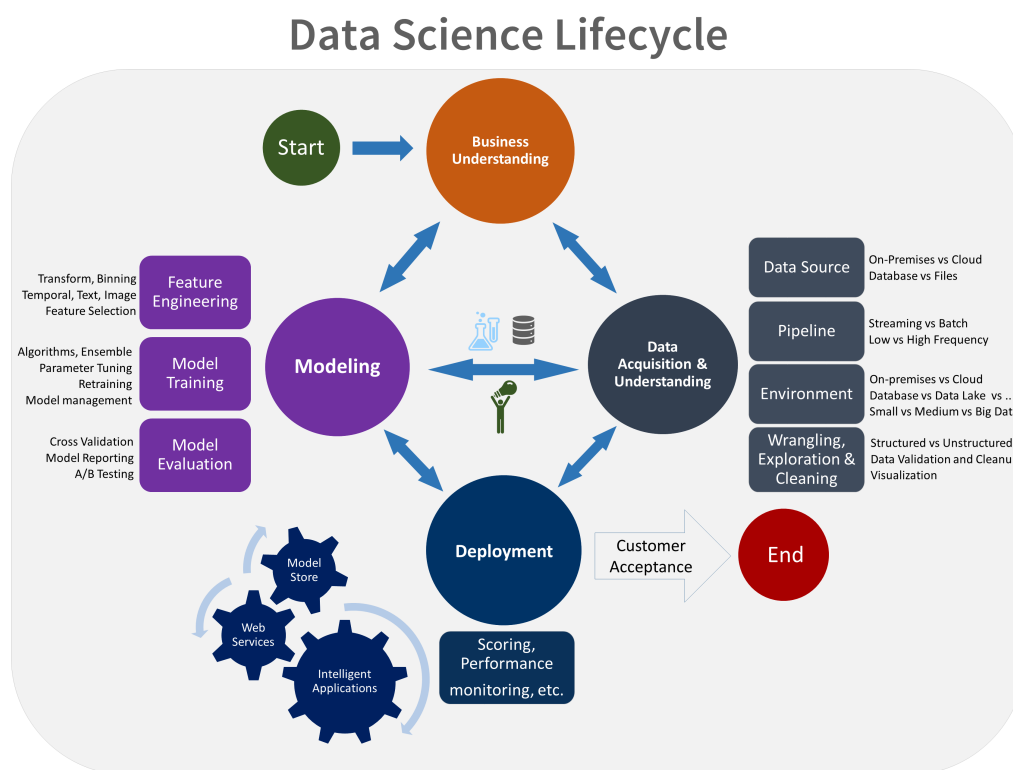 Data Science Lifecycle
Start
Business
Understanding
Transform, Binning
Temporal, Text, Image
Feature Selection
Feature
Engineering
Algorithms, Ensemble
Parameter Tuning
Retraining
Model management
Model
Training
Cross Validation
Model Reporting
A/B Testing
Model
Evaluation
Modeling
Data
Acquisition &
Understanding
Data Source
On-Premises vs Cloud
Database vs Files
Pipeline
Streaming vs Batch
Low vs High Frequency
Environment
On-premises vs Cloud
Database vs Data Lake vs ..
Small vs Medium vs Big Dat
Wrangling,
Exploration &
Cleaning
Structured vs Unstructured
Data Validation and Cleanu
Visualization
Deployment
Customer
Acceptance
End
Scoring,
Performance
monitoring, etc.
Model
Store
Web
Services
Intelligent
Applications